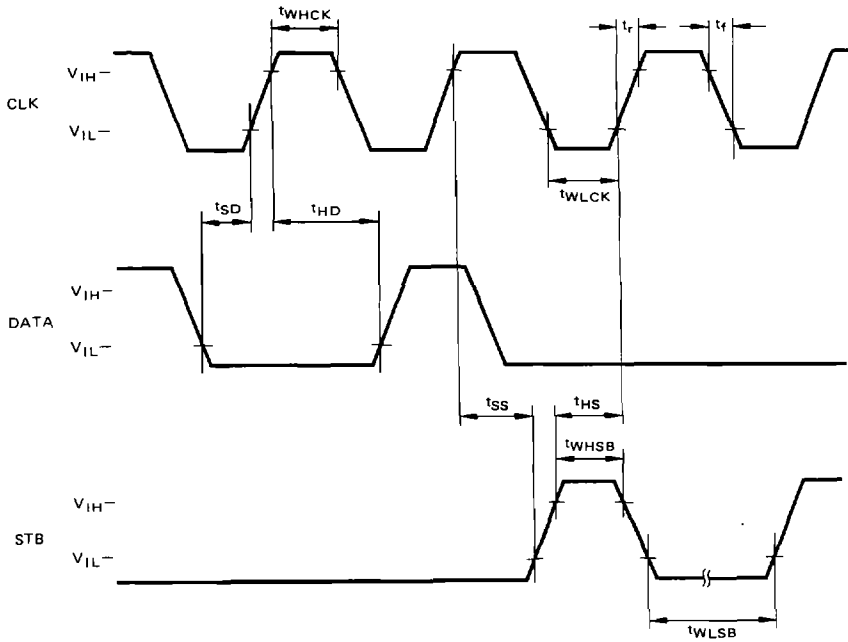 tWHCK
tr
tf
VIH
CLK
VIL
tWLCK
tSD
tHD
VIH
DATA
VIL
tSS
tHS
tWHSB
VIH
STB
VIL
tWLSB